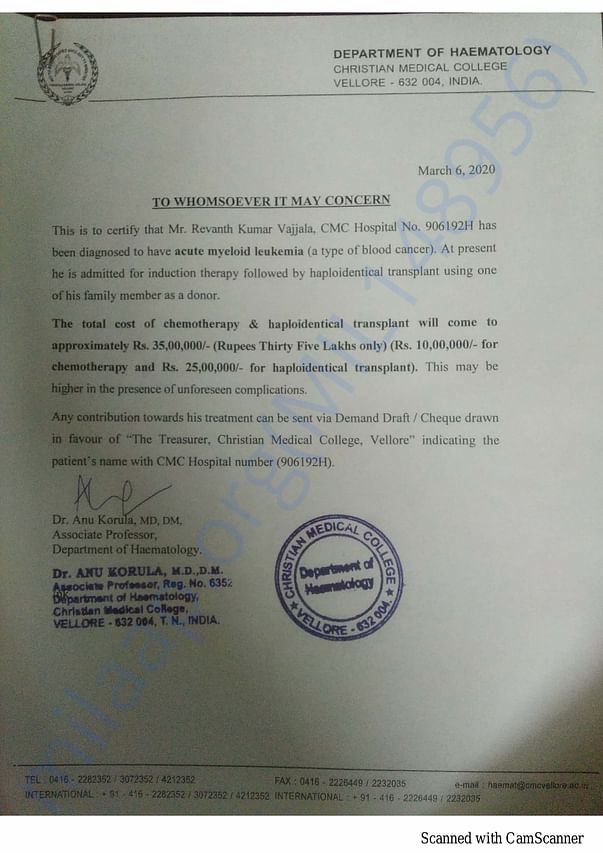 DEPARTMENT OF HAEMATOLOGY
CHRISTIAN MEDICAL COLLEGE
VELLORE - 632 004, INDIA.
March 6, 2020
TO WHOMSOEVER IT MAY CONCERN
This is to certify that Mr. Revanth Kumar Vajjala, CMC Hospital No. 906192H has
been diagnosed to have acute myeloid leukemia (a type of blood cancer). At present
he is admitted for induction therapy followed by haploidentical transplant using one
of his family member as a donor.
The total cost of chemotherapy & haploidentical transplant will come to
approximately Rs. 35,00,000/- (Rupees Thirty Five Lakhs only) (Rs. 10,00,000/- for
chemotherapy and Rs. 25,00,000/- for haploidentical transplant). This may be
higher in the presence of unforeseen complications.
Any contribution towards his treatment can be sent via Demand Draft / Cheque drawn
in favour of “The Treasurer, Christian Medical College, Vellore” indicating the
patient’s name with CMC Hospital number (906192H).
Dr. Anu Korula, MD, DM,
Associate Professor,
Department of Haematology.
Dr. ANU KORULA, M.D.,D.M.
Associate Professor, Reg. No. 6352
Department of Haematology,
Christian Medical College,
VELLORE - 632 004, T. N., INDIA.
CHRISTIAN MEDICAL COLLEGE
Department of
Haematology
VELLORE - 632 004
milaap.org(MIL148956)
TEL : 0416 - 2282352 / 3072352 / 4212352 FAX : 0416 - 2226449 / 2232035 e-mail : haemat@cmcvellore.ac.in
INTERNATIONAL : + 91 - 416 - 2282352 / 3072352 / 4212352 INTERNATIONAL : + 91 - 416 - 2226449 / 2232035
Scanned with CamScanner